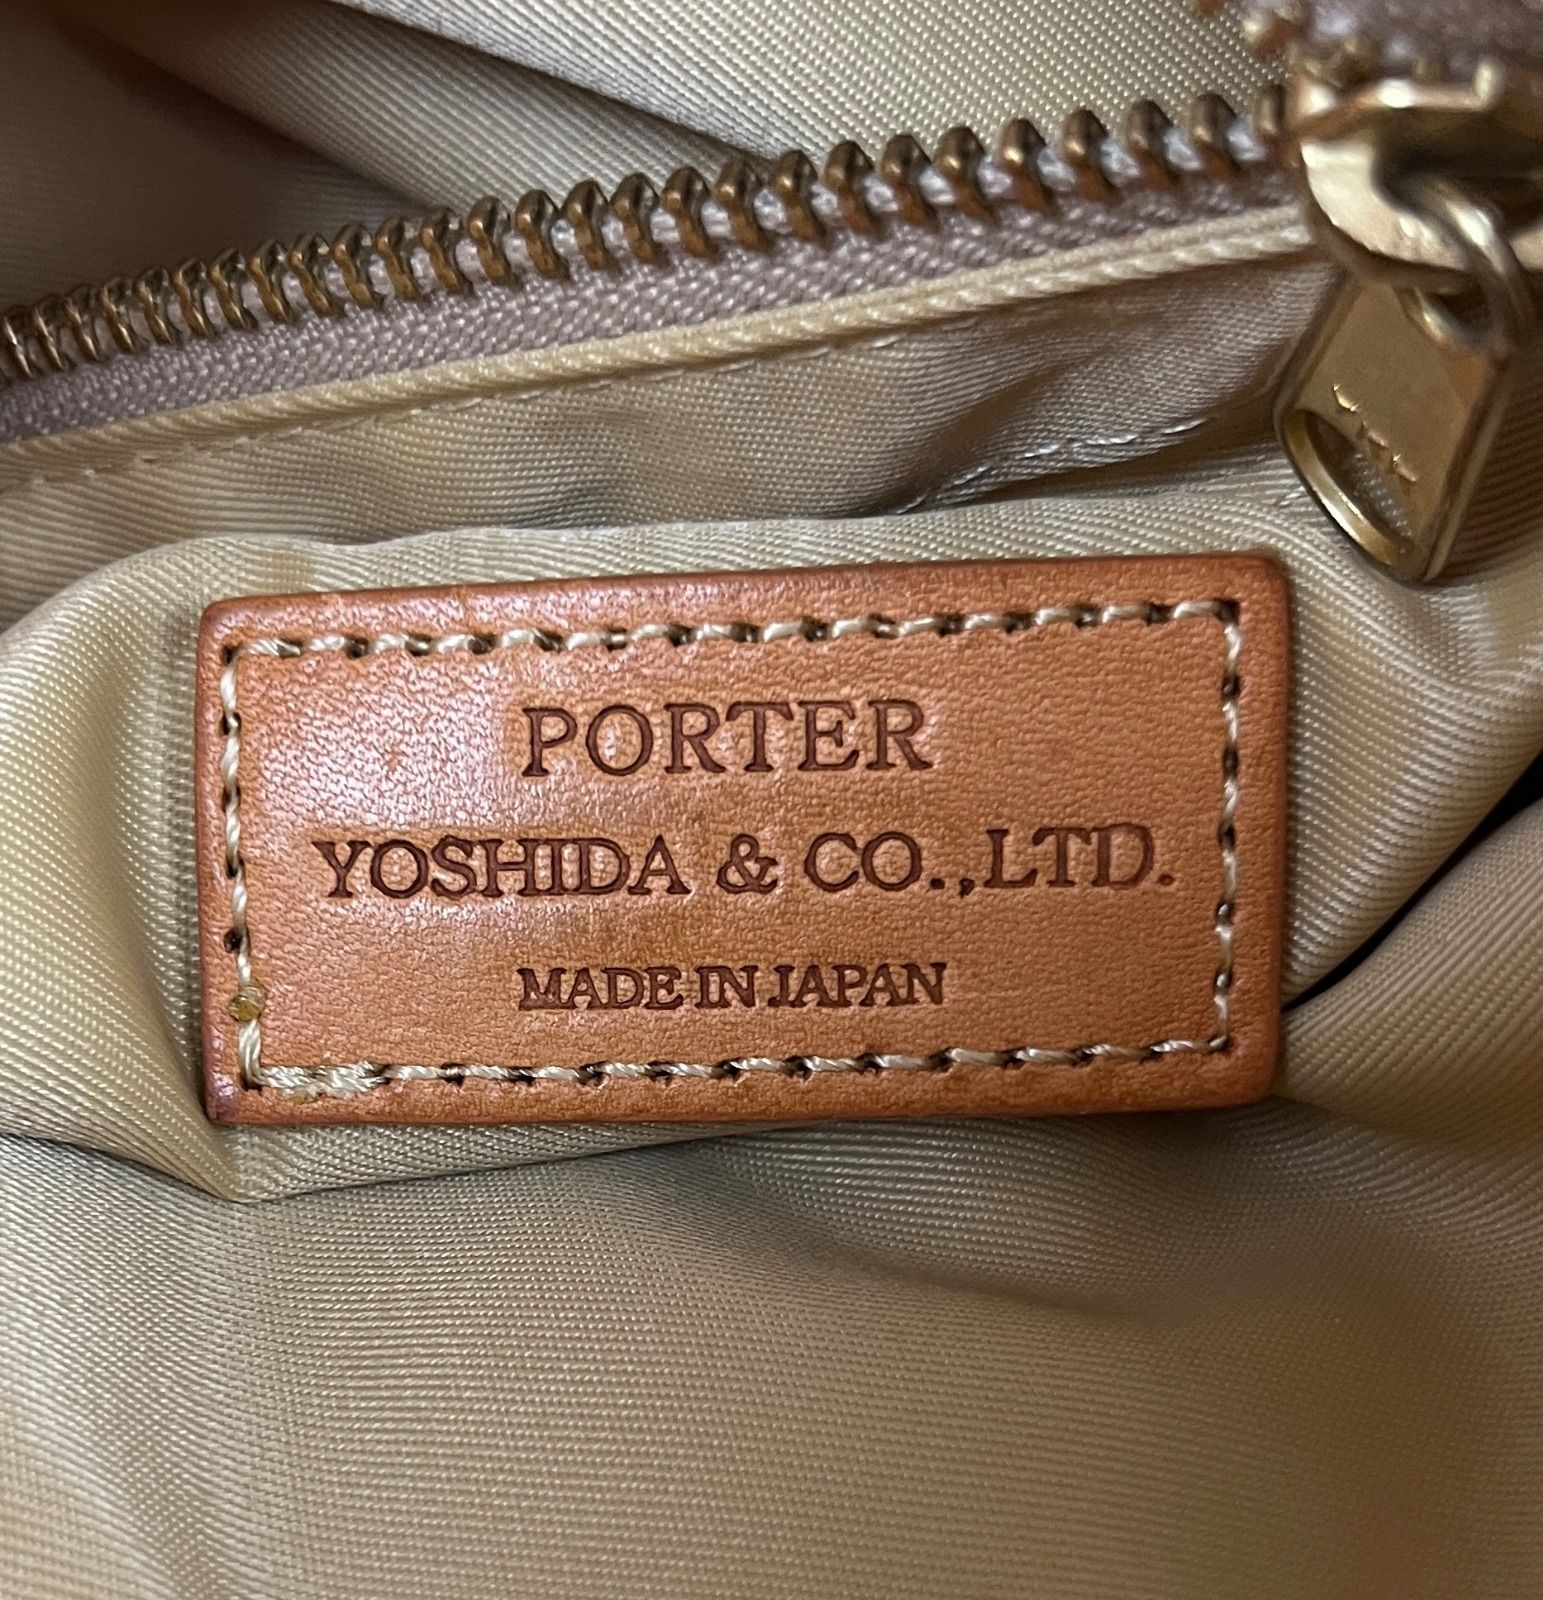 PORTER
YOSHIDA & CO.,LTD.
MADE IN JAPAN